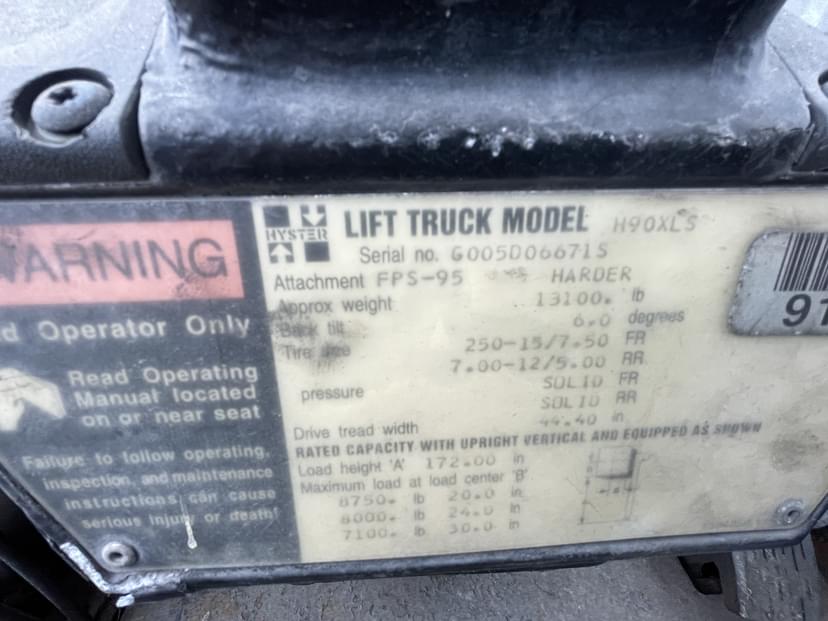 WARNING
d Operator Only
Read Operating
Manual located
on or near seat
Failure to follow operating,
inspection, and maintenance
instructions can cause
serious injury or death!
HYSTER
LIFT TRUCK MODEL H90XLS
Serial no. G005D06671S
Attachment FPS-95 HARDER
Approx weight 13100. lb
Back tilt 6.0 degrees
Tire size 250-15/7.50 FR
7.00-12/5.00 RR
pressure SOLID FR
SOLID RR
Drive tread width 44.40 in
RATED CAPACITY WITH UPRIGHT VERTICAL AND EQUIPPED AS SHOWN
Load height 'A' 172.00 in
Maximum load at load center 'B'
8750. lb 20.0 in
8000. lb 24.0 in
7100. lb 30.0 in
91